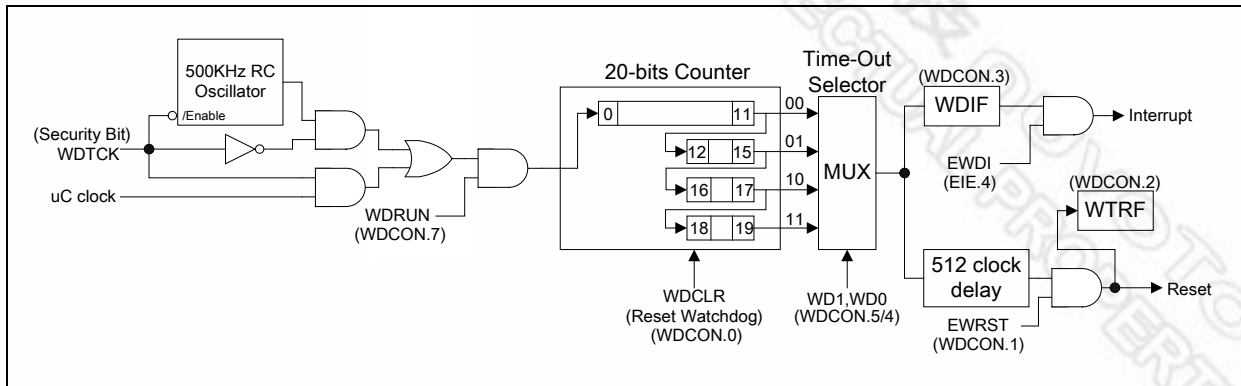 500KHz RC
Oscillator
/Enable
(Security Bit)
WDTCK
uC clock
WDRUN
(WDCON.7)
20-bits Counter
0 11
12 15
16 17
18 19
00
01
10
11
WDCLR
(Reset Watchdog)
(WDCON.0)
Time-Out
Selector
MUX
WD1,WD0
(WDCON.5/4)
(WDCON.3)
WDIF
EWDI
(EIE.4)
Interrupt
(WDCON.2)
WTRF
512 clock
delay
EWRST
(WDCON.1)
Reset